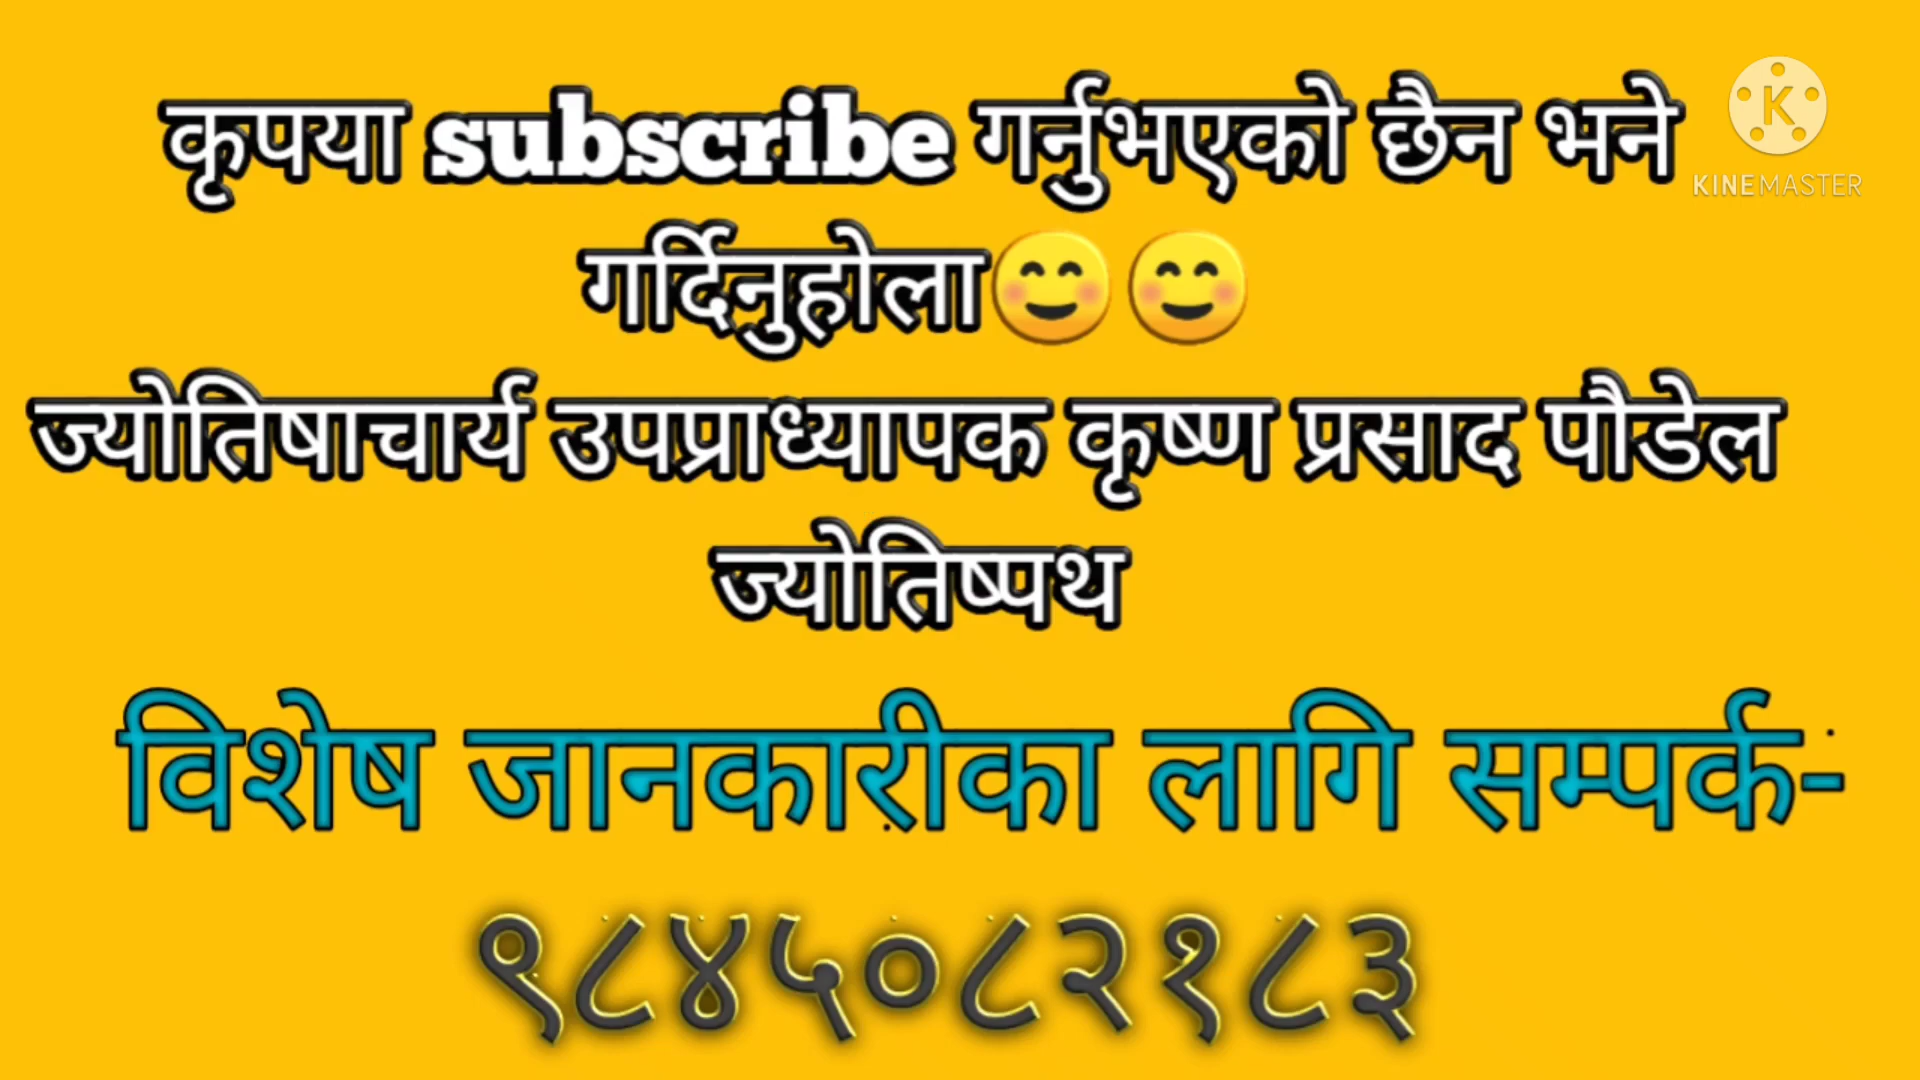 कृपया subscribe गर्नुभएको छैन भने
गर्दिनुहोला😊😊
ज्योतिषाचार्य उपप्राध्यापक कृष्ण प्रसाद पौडेल
ज्योतिष्पथ
विशेष जानकारीका लागि सम्पर्क-
९८४५०८२१८३
K
KINEMASTER